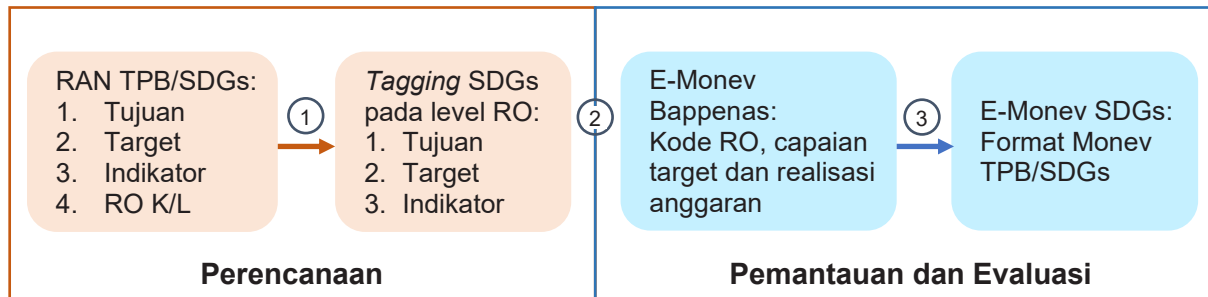 RAN TPB/SDGs:
1. Tujuan
2. Target
3. Indikator
4. RO K/L
1
Tagging SDGs
pada level RO:
1. Tujuan
2. Target
3. Indikator
2
E-Monev
Bappenas:
Kode RO, capaian
target dan realisasi
anggaran
3
E-Monev SDGs:
Format Monev
TPB/SDGs
Perencanaan
Pemantauan dan Evaluasi